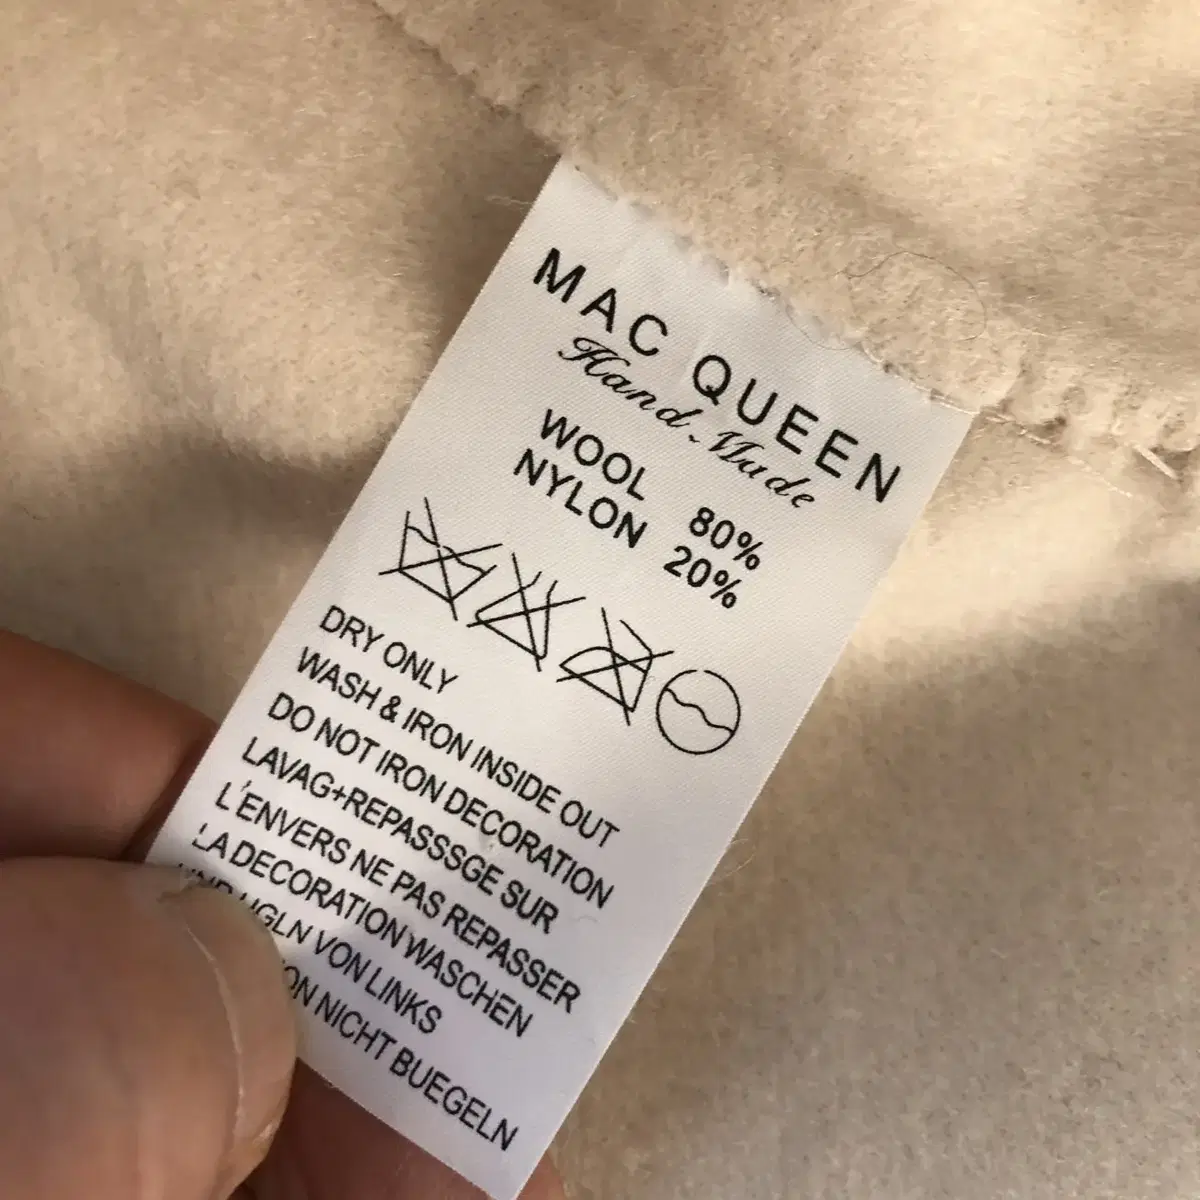 MAC QUEEN
Hand Made
WOOL 80%
NYLON 20%
DRY ONLY
WASH & IRON INSIDE OUT
DO NOT IRON DECORATION
LAVAG+REPASSSGE SUR
L'ENVERS NE PAS REPASSER
LA DECORATION WASCHEN
VON LINKS
NICHT BUEGELN